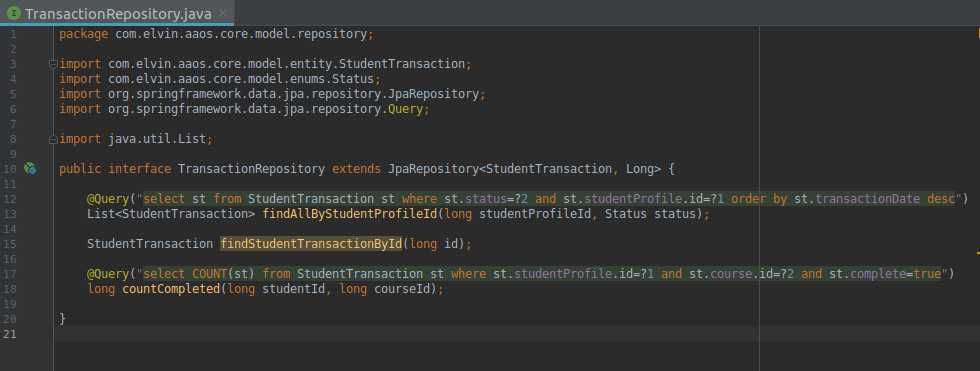 TransactionRepository.java
1 package com.elvin.aaos.core.model.repository;
2
3 import com.elvin.aaos.core.model.entity.StudentTransaction;
4 import com.elvin.aaos.core.model.enums.Status;
5 import org.springframework.data.jpa.repository.JpaRepository;
6 import org.springframework.data.jpa.repository.Query;
7
8 import java.util.List;
9
10 public interface TransactionRepository extends JpaRepository<StudentTransaction, Long> {
11
12 @Query("select st from StudentTransaction st where st.status=?2 and st.studentProfile.id=?1 order by st.transactionDate desc")
13 List<StudentTransaction> findAllByStudentProfileId(long studentProfileId, Status status);
14
15 StudentTransaction findStudentTransactionById(long id);
16
17 @Query("select COUNT(st) from StudentTransaction st where st.studentProfile.id=?1 and st.course.id=?2 and st.complete=true")
18 long countCompleted(long studentId, long courseId);
19
20 }
21